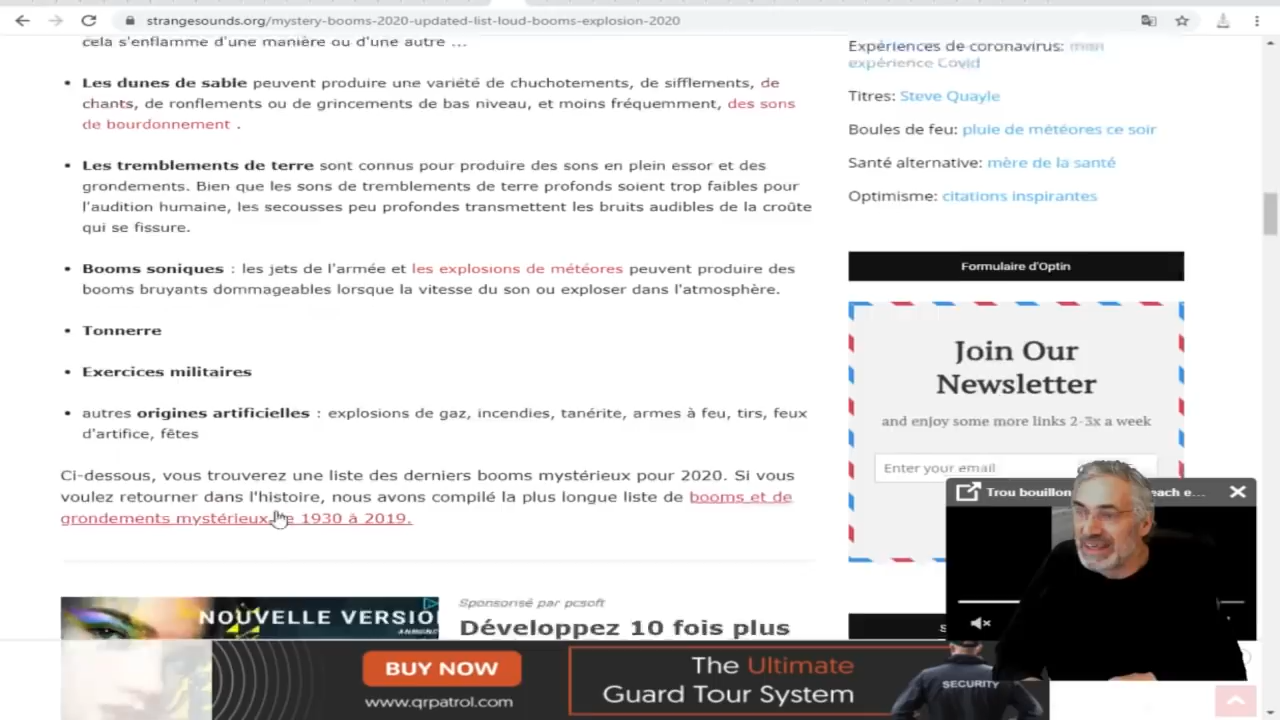 strangesounds.org/mystery-booms-2020-updated-list-loud-booms-explosion-2020
cela s'enflamme d'une manière ou d'une autre ...
• Les dunes de sable peuvent produire une variété de chuchotements, de sifflements, de
chants, de ronflements ou de grincements de bas niveau, et moins fréquemment, des sons
de bourdonnement .
• Les tremblements de terre sont connus pour produire des sons en plein essor et des
grondements. Bien que les sons de tremblements de terre profonds soient trop faibles pour
l'audition humaine, les secousses peu profondes transmettent les bruits audibles de la croûte
qui se fissure.
• Booms soniques : les jets de l'armée et les explosions de météores peuvent produire des
booms bruyants dommageables lorsque la vitesse du son ou exploser dans l'atmosphère.
• Tonnerre
• Exercices militaires
• autres origines artificielles : explosions de gaz, incendies, tanérite, armes à feu, tirs, feux
d'artifice, fêtes
Ci-dessous, vous trouverez une liste des derniers booms mystérieux pour 2020. Si vous
voulez retourner dans l'histoire, nous avons compilé la plus longue liste de booms et de
grondements mystérieux de 1930 à 2019.
NOUVELLE VERSIO
Sponsorisé par pcsoft
Développez 10 fois plus
Expériences de coronavirus: mon
expérience Covid
Titres: Steve Quayle
Boules de feu: pluie de météores ce soir
Santé alternative: mère de la santé
Optimisme: citations inspirantes
Formulaire d'Optin
Join Our
Newsletter
and enjoy some more links 2-3x a week
Enter your email
Trou bouillon each e...
BUY NOW
www.qrpatrol.com
The Ultimate
Guard Tour System
SECURITY